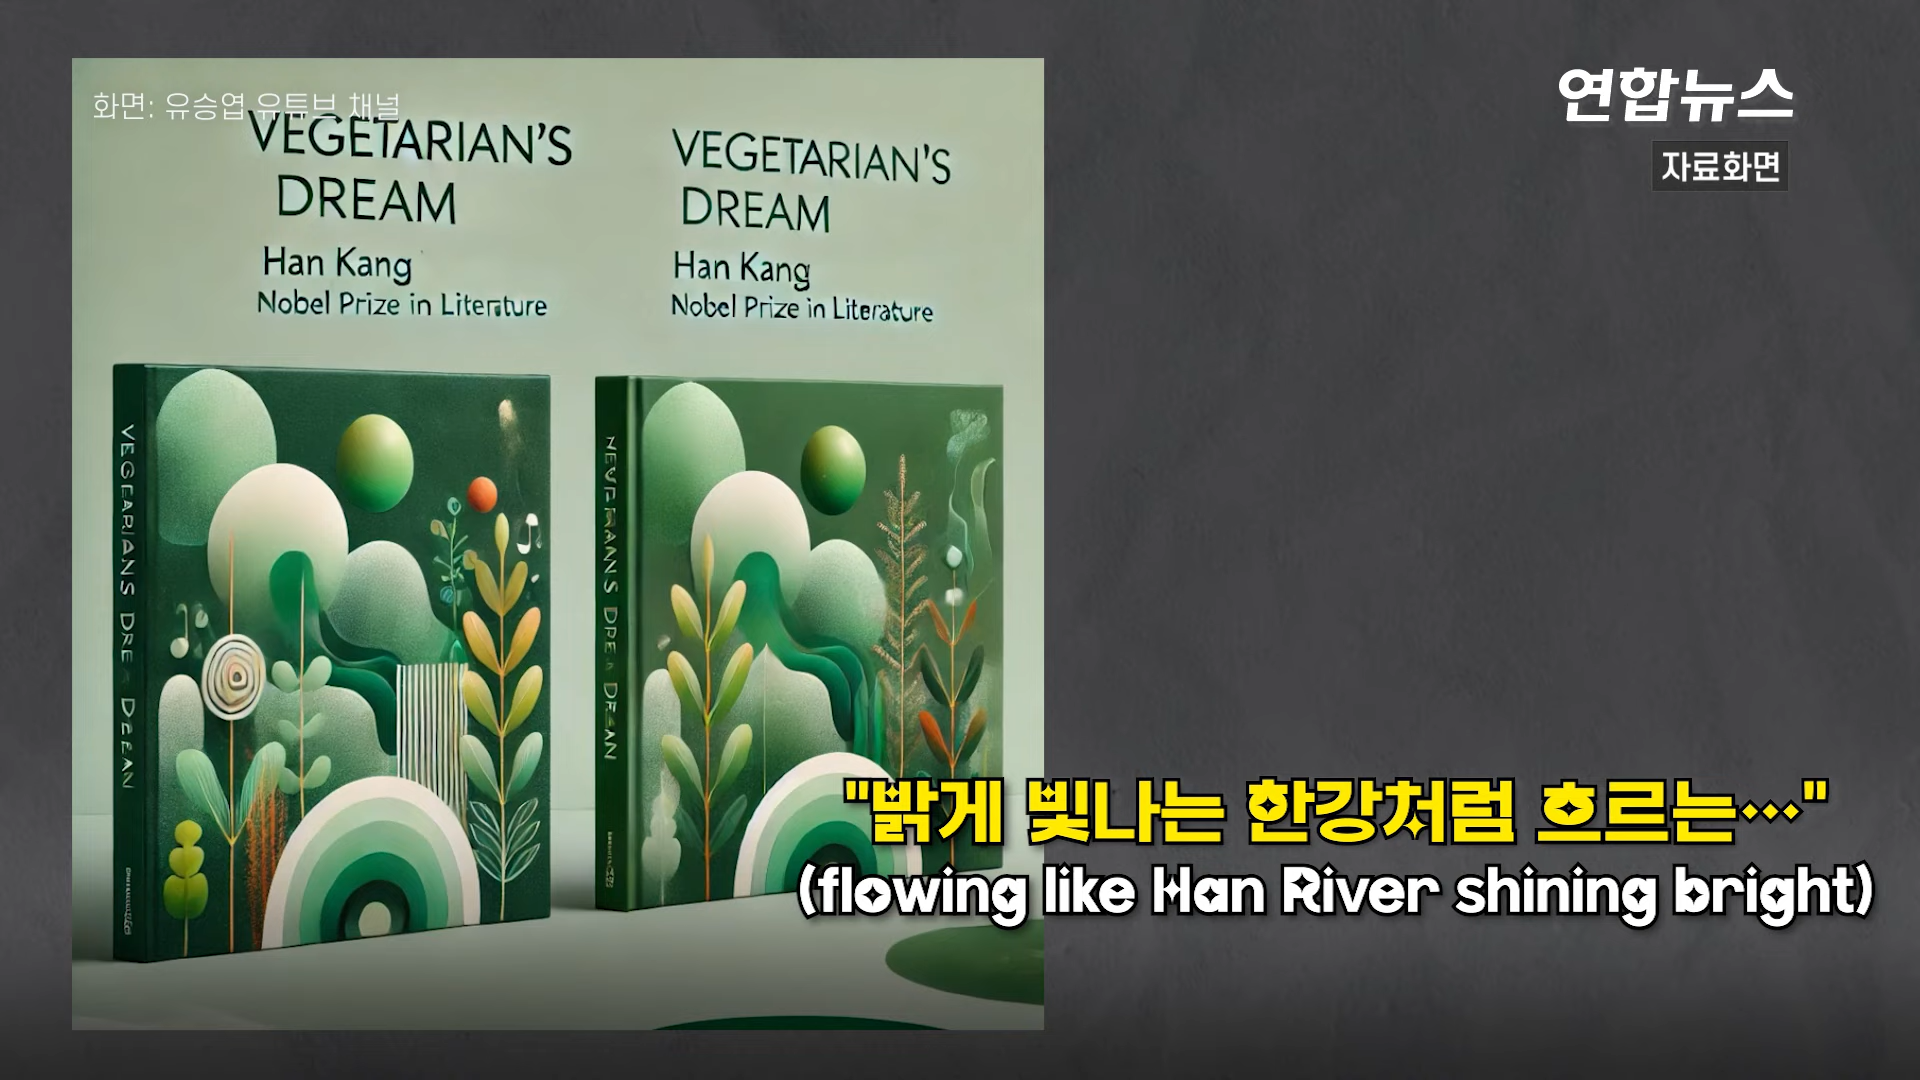 화면: 유승엽 유튜브 채널
연합뉴스
자료화면
VEGETARIAN'S
DREAM
Han Kang
Nobel Prize in Literature
VEGETARIAN'S
DREAM
Han Kang
Nobel Prize in Literature
"밝게 빛나는 한강처럼 흐르는…"
(flowing like Han River shining bright)